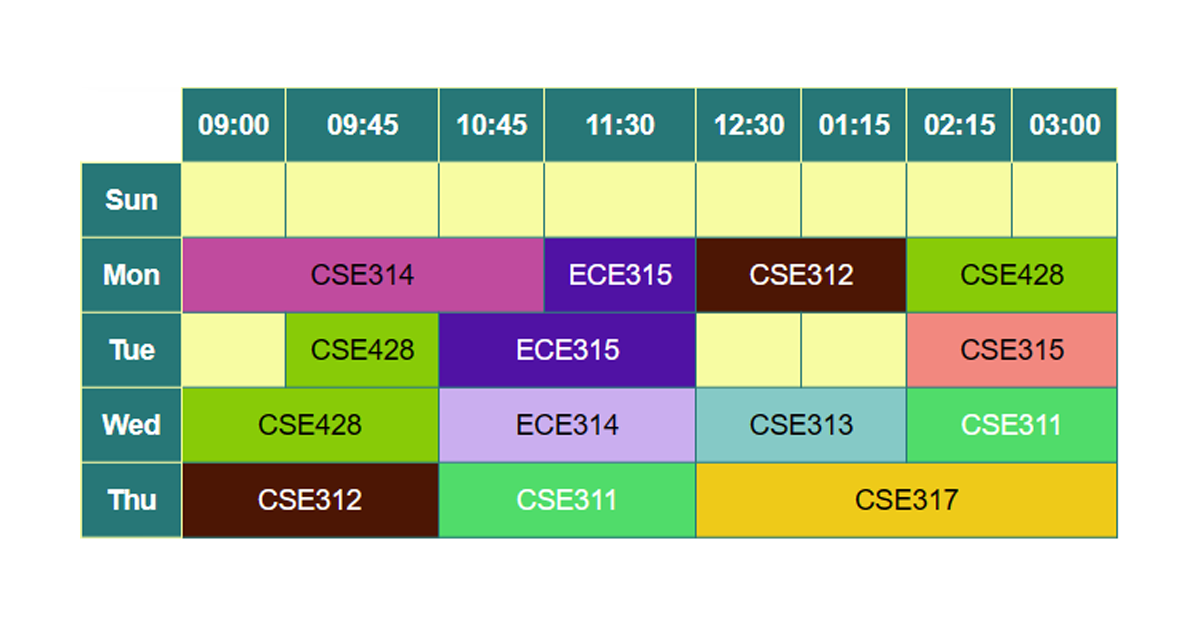 09:00 09:45 10:45 11:30 12:30 01:15 02:15 03:00
Sun
Mon CSE314 ECE315 CSE312 CSE428
Tue CSE428 ECE315 CSE315
Wed CSE428 ECE314 CSE313 CSE311
Thu CSE312 CSE311 CSE317